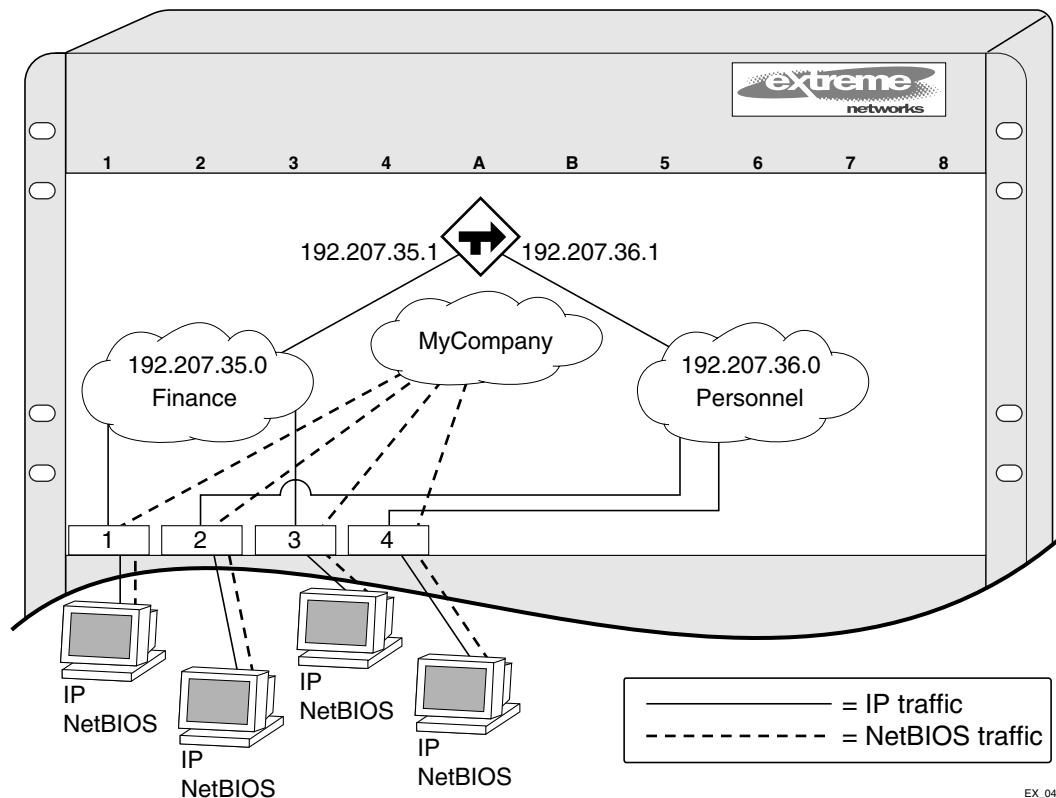 extreme
networks
1 2 3 4 A B 5 6 7 8
192.207.35.1 192.207.36.1
MyCompany
192.207.35.0
Finance
192.207.36.0
Personnel
1 2 3 4
IP
NetBIOS
IP
NetBIOS
IP
NetBIOS
IP
NetBIOS
= IP traffic
= NetBIOS traffic
EX_04